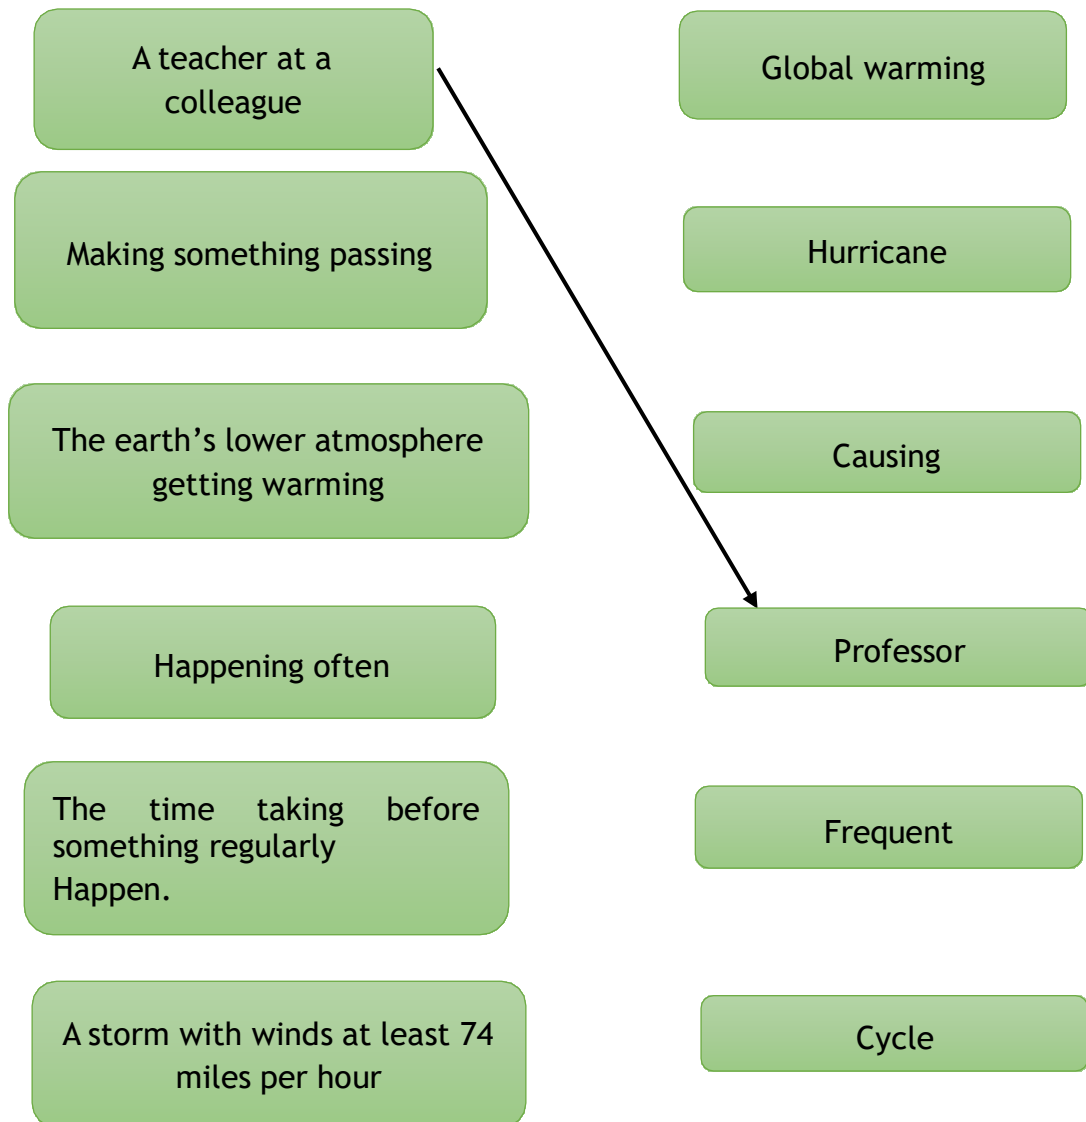 A teacher at a
colleague
Global warming
Making something passing
Hurricane
The earth’s lower atmosphere
getting warming
Causing
Happening often
Professor
The time taking before
something regularly
Happen.
Frequent
A storm with winds at least 74
miles per hour
Cycle